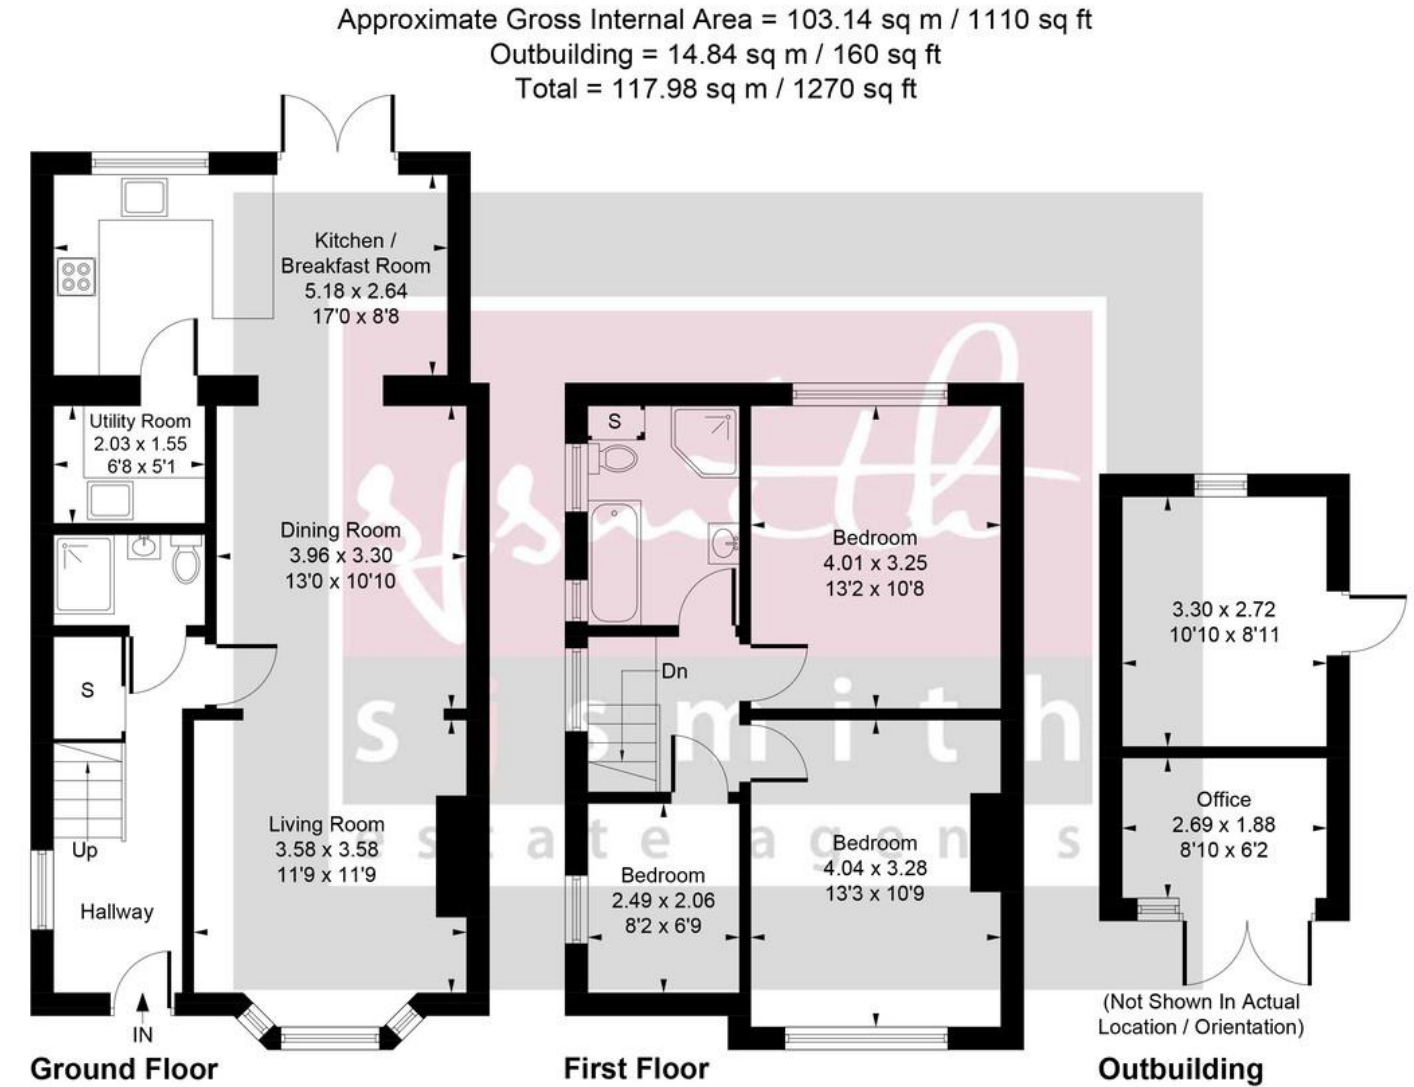 Approximate Gross Internal Area = 103.14 sq m / 1110 sq ft
Outbuilding = 14.84 sq m / 160 sq ft
Total = 117.98 sq m / 1270 sq ft
Kitchen /
Breakfast Room
5.18 x 2.64
17'0 x 8'8
Utility Room
2.03 x 1.55
6'8 x 5'1
Dining Room
3.96 x 3.30
13'0 x 10'10
S
Up
Living Room
3.58 x 3.58
11'9 x 11'9
Hallway
IN
Ground Floor
S
Bedroom
4.01 x 3.25
13'2 x 10'8
Dn
Bedroom
2.49 x 2.06
8'2 x 6'9
Bedroom
4.04 x 3.28
13'3 x 10'9
First Floor
3.30 x 2.72
10'10 x 8'11
Office
2.69 x 1.88
8'10 x 6'2
(Not Shown In Actual
Location / Orientation)
Outbuilding
sjsmith
sjsmith
estate agents